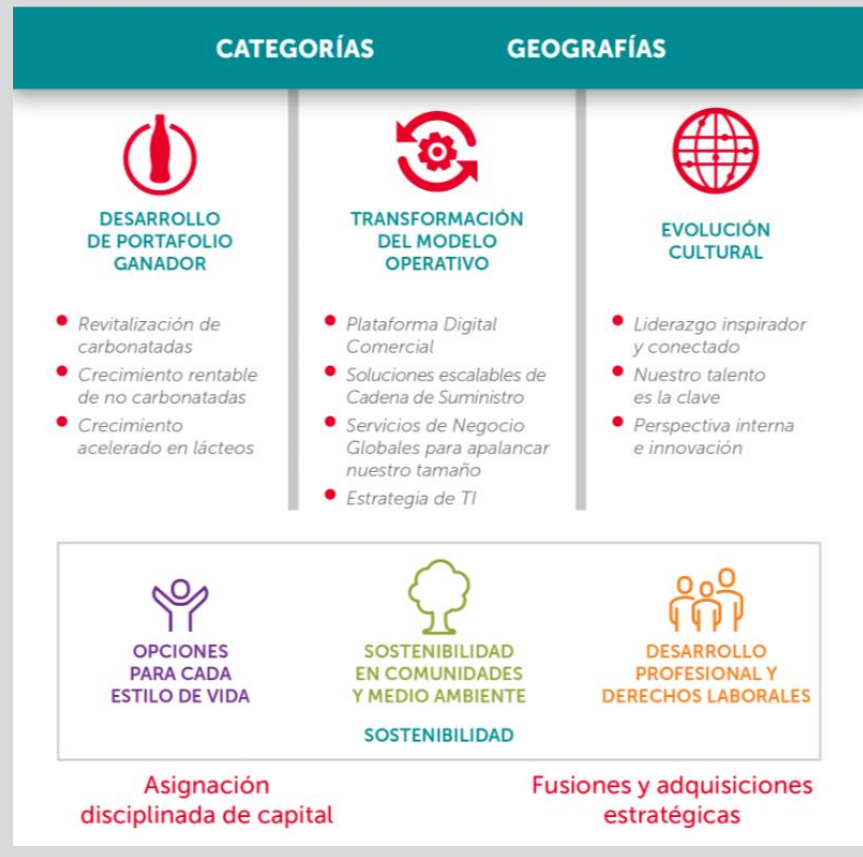 CATEGORÍAS GEOGRAFÍAS
DESARROLLO
DE PORTAFOLIO
GANADOR
Revitalización de
carbonatadas
Crecimiento rentable
de no carbonatadas
Crecimiento
acelerado en lácteos
TRANSFORMACIÓN
DEL MODELO
OPERATIVO
Plataforma Digital
Comercial
Soluciones escalables de
Cadena de Suministro
Servicios de Negocio
Globales para apalancar
nuestro tamaño
Estrategia de TI
EVOLUCIÓN
CULTURAL
Liderazgo inspirador
y conectado
Nuestro talento
es la clave
Perspectiva interna
e innovación
OPCIONES
PARA CADA
ESTILO DE VIDA
SOSTENIBILIDAD
EN COMUNIDADES
Y MEDIO AMBIENTE
DESARROLLO
PROFESIONAL Y
DERECHOS LABORALES
SOSTENIBILIDAD
Asignación
disciplinada de capital
Fusiones y adquisiciones
estratégicas